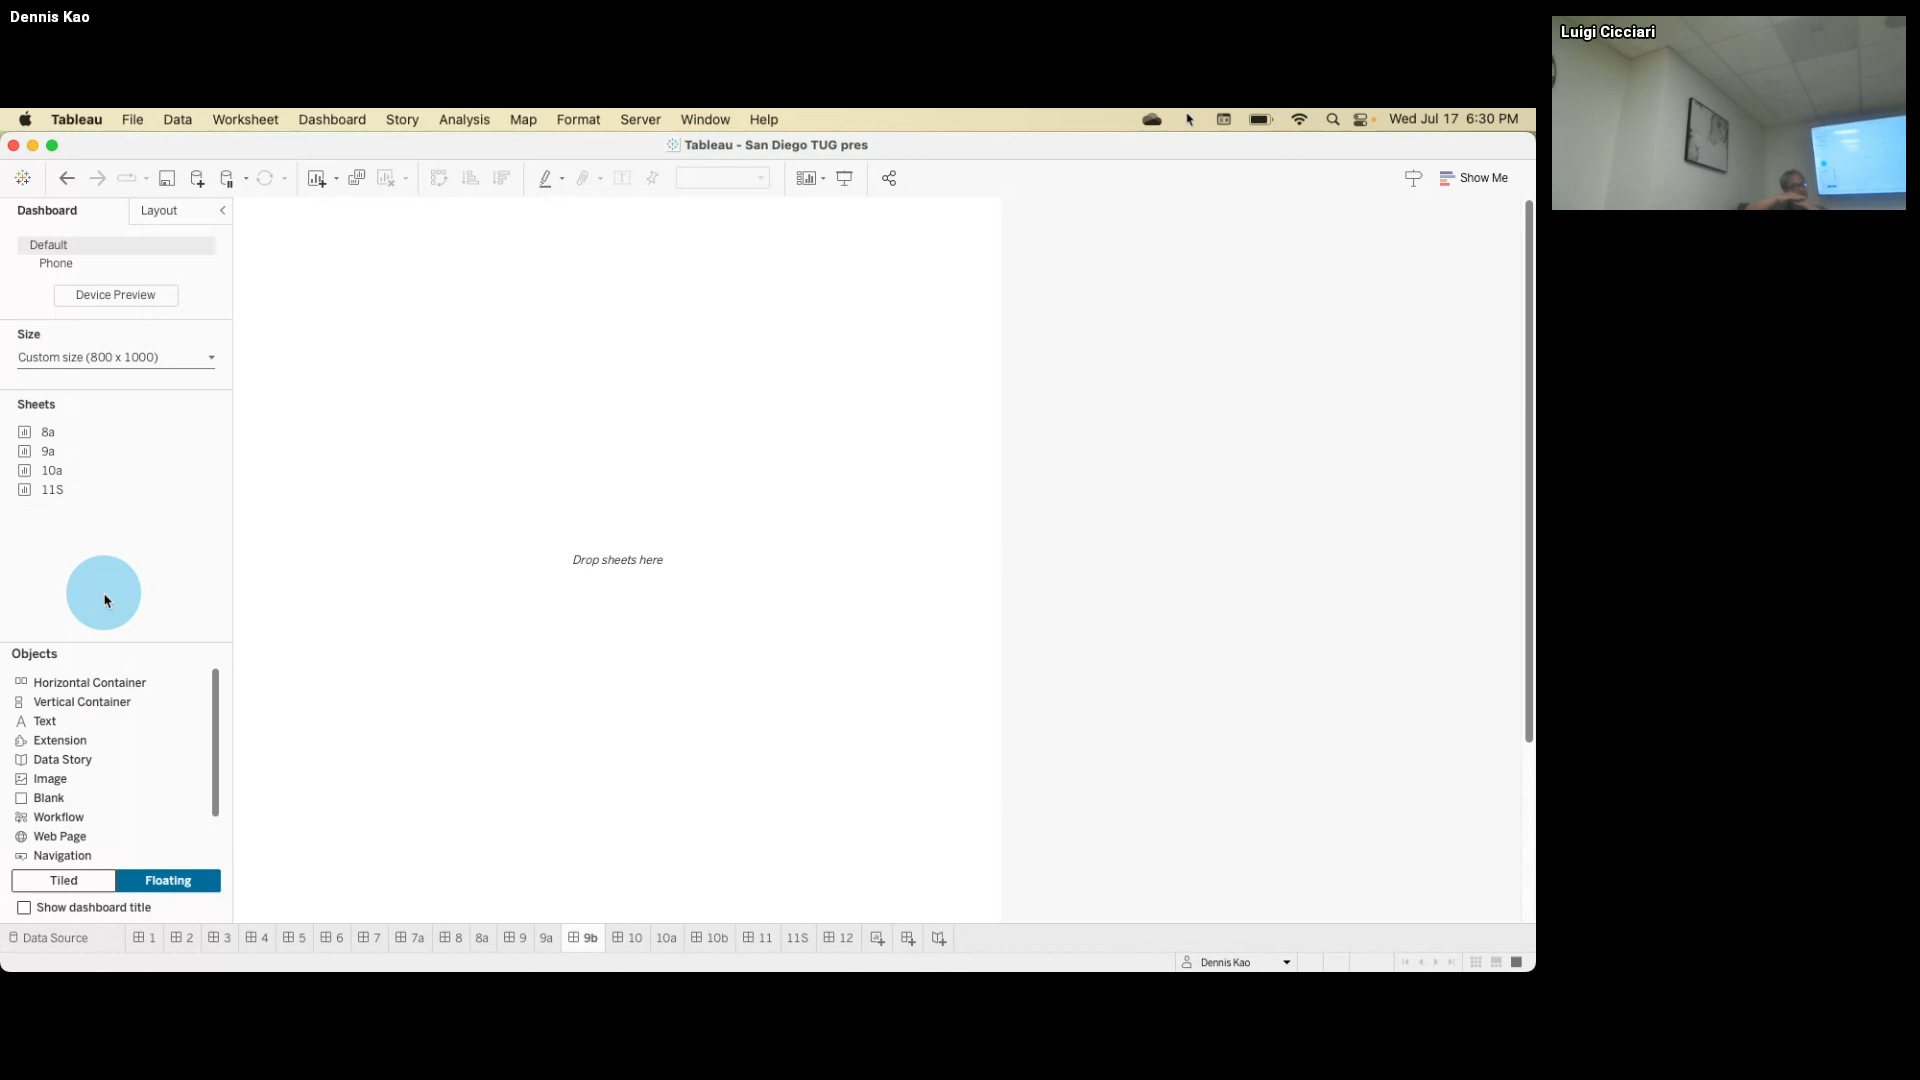 Dennis Kao
Luigi Cicciari
Tableau File Data Worksheet Dashboard Story Analysis Map Format Server Window Help Wed Jul 17 6:30 PM
Tableau - San Diego TUG pres
Show Me
Dashboard Layout
Default
Phone
Device Preview
Size
Custom size (800 x 1000)
Sheets
8a
9a
10a
11S
Drop sheets here
Objects
Horizontal Container
Vertical Container
Text
Extension
Data Story
Image
Blank
Workflow
Web Page
Navigation
Tiled Floating
Show dashboard title
Data Source 1 2 3 4 5 6 7 7a 8 8a 9 9a 9b 10 10a 10b 11 11S 12
Dennis Kao